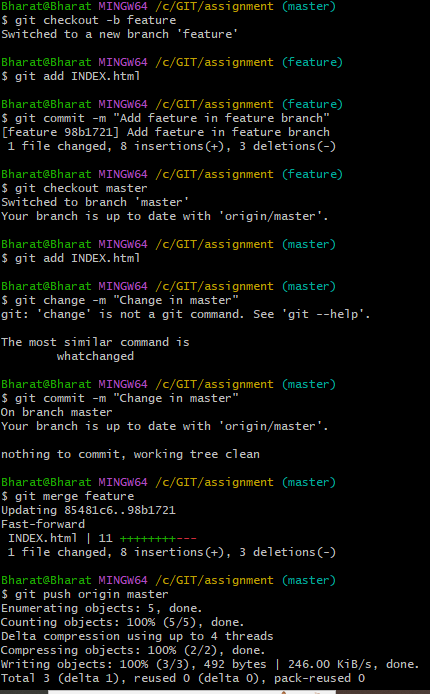 Bharat@Bharat MINGW64 /c/GIT/assignment (master)
$ git checkout -b feature
Switched to a new branch 'feature'
Bharat@Bharat MINGW64 /c/GIT/assignment (feature)
$ git add INDEX.html
Bharat@Bharat MINGW64 /c/GIT/assignment (feature)
$ git commit -m "Add faeture in feature branch"
[feature 98b1721] Add faeture in feature branch
 1 file changed, 8 insertions(+), 3 deletions(-)
Bharat@Bharat MINGW64 /c/GIT/assignment (feature)
$ git checkout master
Switched to branch 'master'
Your branch is up to date with 'origin/master'.
Bharat@Bharat MINGW64 /c/GIT/assignment (master)
$ git add INDEX.html
Bharat@Bharat MINGW64 /c/GIT/assignment (master)
$ git change -m "Change in master"
git: 'change' is not a git command. See 'git --help'.
The most similar command is
        whatchanged
Bharat@Bharat MINGW64 /c/GIT/assignment (master)
$ git commit -m "Change in master"
On branch master
Your branch is up to date with 'origin/master'.
nothing to commit, working tree clean
Bharat@Bharat MINGW64 /c/GIT/assignment (master)
$ git merge feature
Updating 85481c6..98b1721
Fast-forward
 INDEX.html | 11 ++++++++---
 1 file changed, 8 insertions(+), 3 deletions(-)
Bharat@Bharat MINGW64 /c/GIT/assignment (master)
$ git push origin master
Enumerating objects: 5, done.
Counting objects: 100% (5/5), done.
Delta compression using up to 4 threads
Compressing objects: 100% (2/2), done.
Writing objects: 100% (3/3), 492 bytes | 246.00 KiB/s, done.
Total 3 (delta 1), reused 0 (delta 0), pack-reused 0